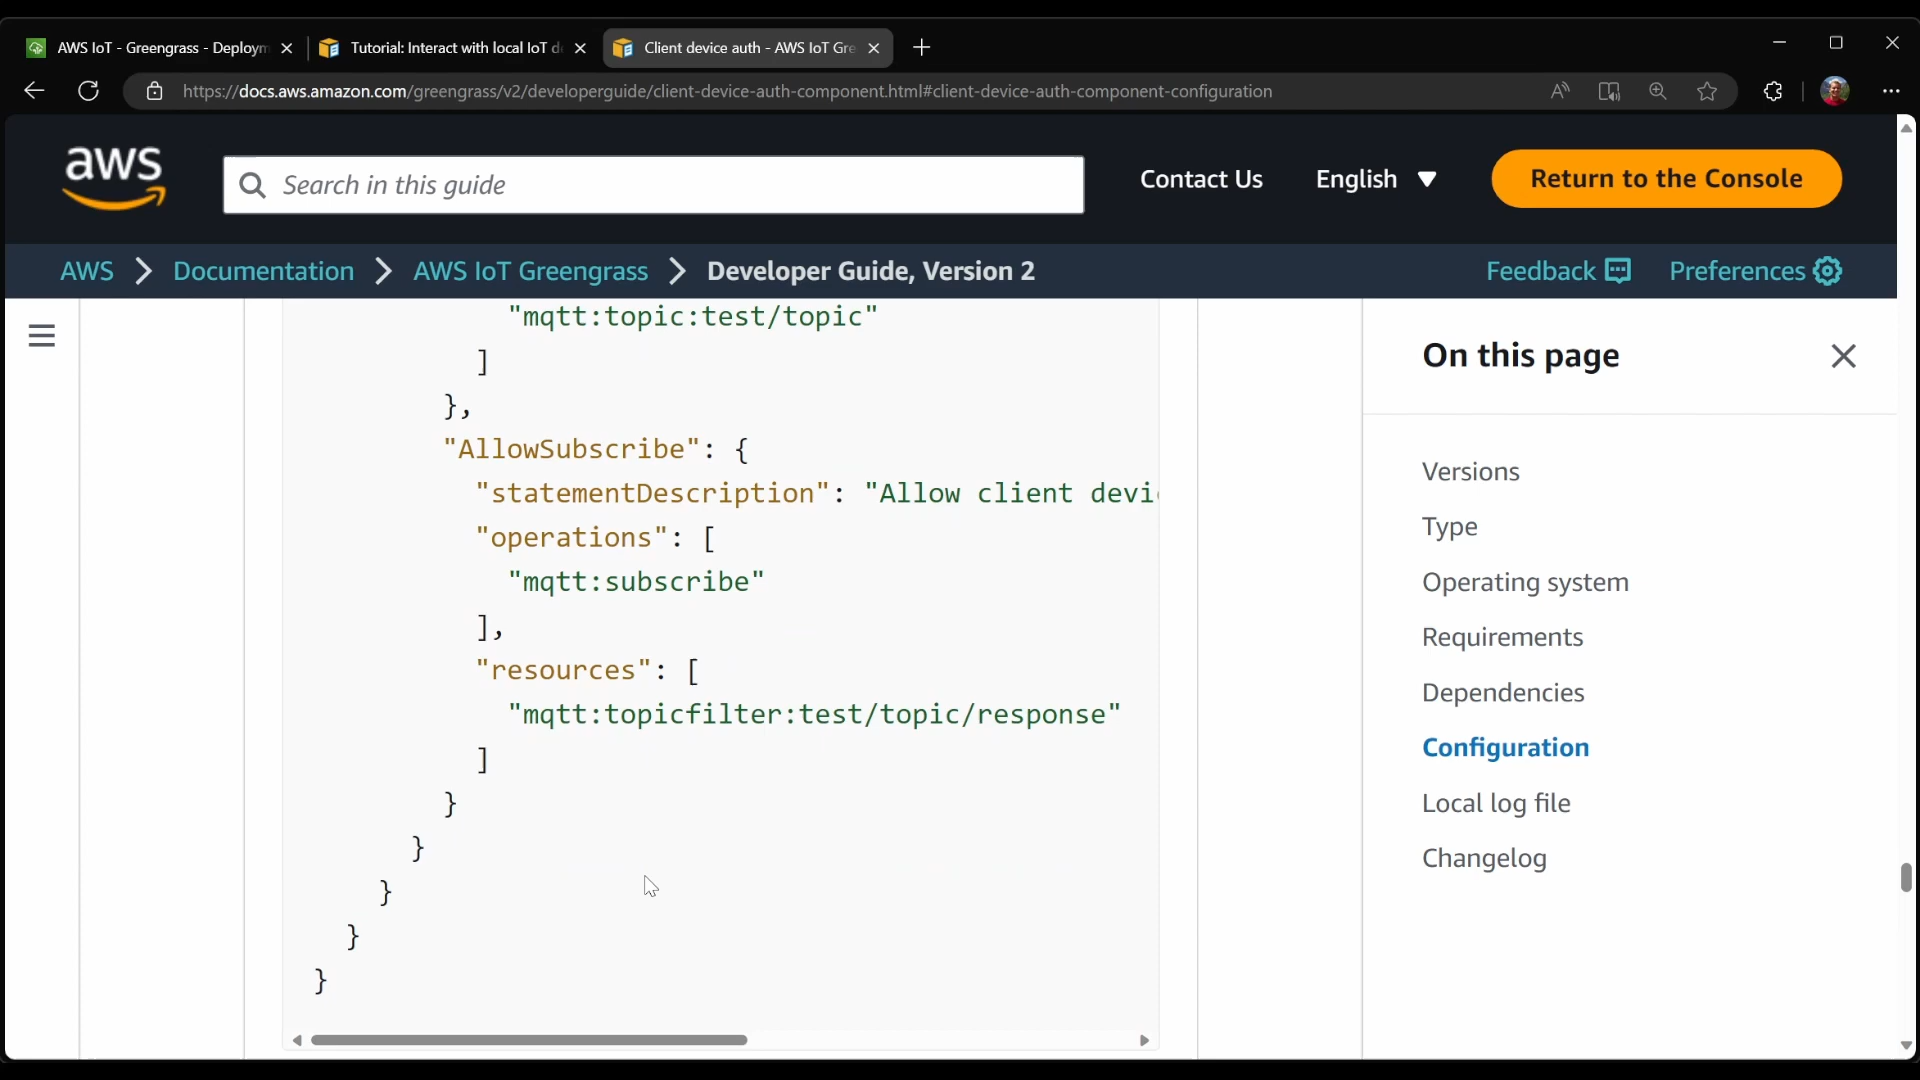 AWS IoT - Greengrass - Deploym
Tutorial: Interact with local IoT d
Client device auth - AWS IoT Gre
https://docs.aws.amazon.com/greengrass/v2/developerguide/client-device-auth-component.html#client-device-auth-component-configuration
aws
Search in this guide
Contact Us
English
Return to the Console
AWS
Documentation
AWS IoT Greengrass
Developer Guide, Version 2
Feedback
Preferences
"mqtt:topic:test/topic"
]
},
"AllowSubscribe": {
"statementDescription": "Allow client devi
"operations": [
"mqtt:subscribe"
],
"resources": [
"mqtt:topicfilter:test/topic/response"
]
}
}
}
}
}
On this page
Versions
Type
Operating system
Requirements
Dependencies
Configuration
Local log file
Changelog